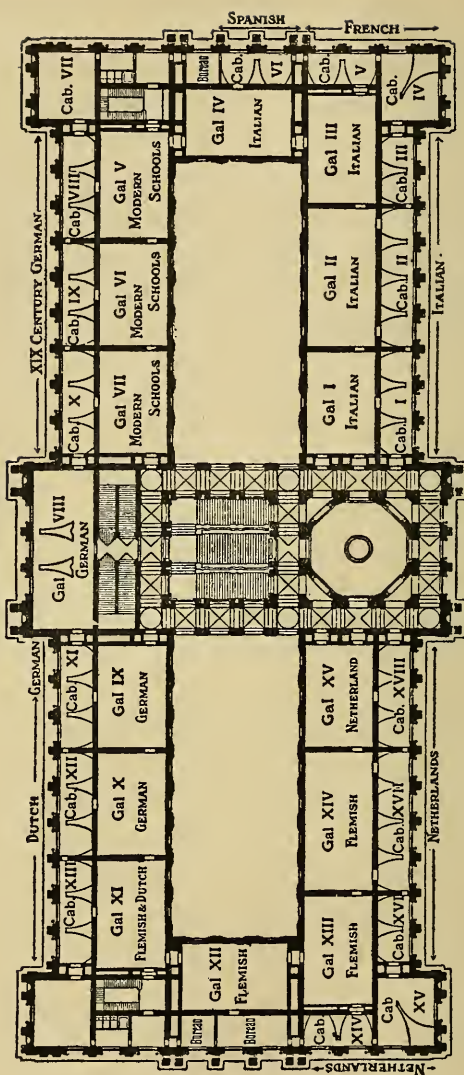 SPANISH
FRENCH
Cab. VII
Bureau
Cab. VI
Cab. V
Cab. IV
Gal IV
ITALIAN
Gal III
ITALIAN
XIX CENTURY GERMAN
Cab. VIII
Gal V
MODERN
SCHOOLS
Cab. III
Cab. IX
Gal VI
MODERN
SCHOOLS
Gal II
ITALIAN
Cab. II
ITALIAN.
Cab. X
Gal VII
MODERN
SCHOOLS
Gal I
ITALIAN
Cab. I
Gal VIII
GERMAN
GERMAN
DUTCH
Cab. XI
Gal IX
GERMAN
Gal XV
NETHERLAND
Cab. XVIII
Cab. XII
Gal X
GERMAN
Gal XIV
FLEMISH
Cab. XVII
NETHERLANDS
Cab. XIII
Gal XI
FLEMISH & DUTCH
Gal XIII
FLEMISH
Cab. XVI
Gal XII
FLEMISH
Bureau
Bureau
Cab XIV
Cab XV
NETHERLANDS